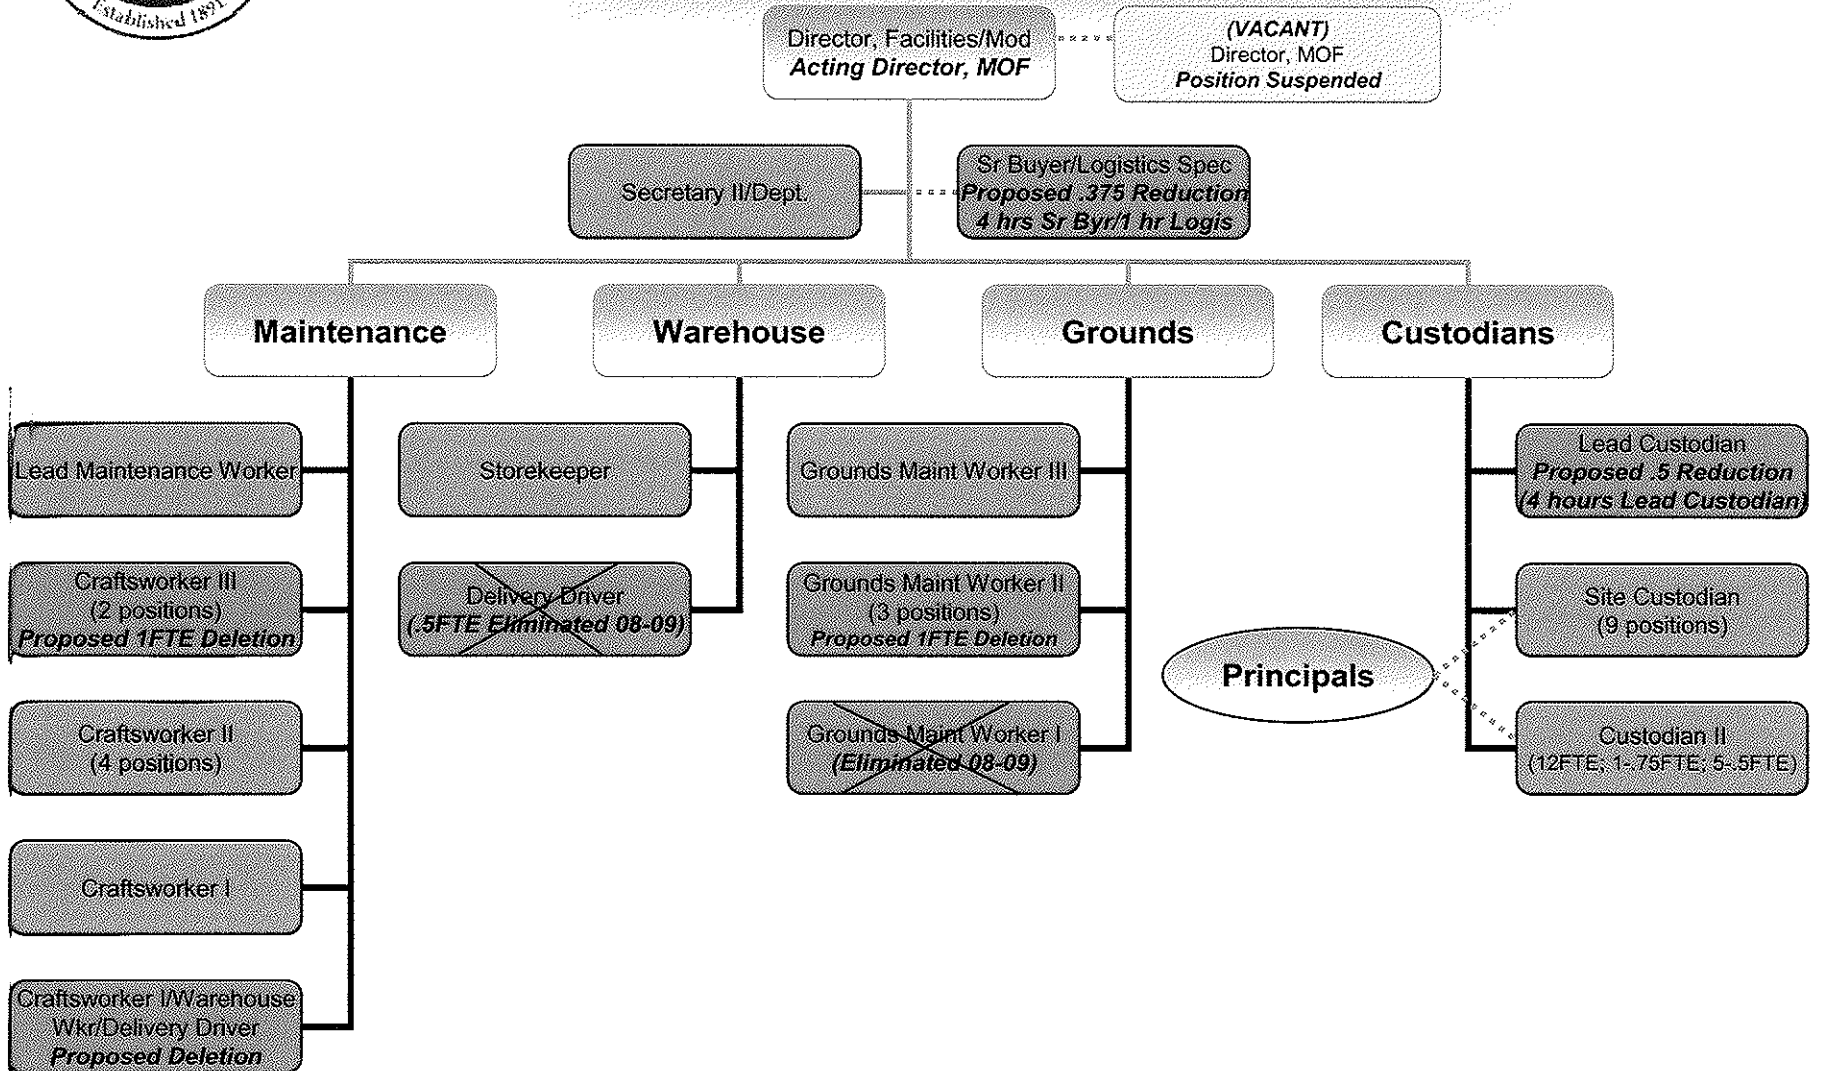 Established 1891
Director, Facilities/Mod
Acting Director, MOF
(VACANT)
Director, MOF
Position Suspended
Secretary II/Dept.
Sr Buyer/Logistics Spec
Proposed .375 Reduction
4 hrs Sr Byr/1 hr Logis
Maintenance
Warehouse
Grounds
Custodians
Lead Maintenance Worker
Storekeeper
Grounds Maint Worker III
Lead Custodian
Proposed .5 Reduction
(4 hours Lead Custodian)
Craftsworker III
(2 positions)
Proposed 1FTE Deletion
Delivery Driver
(.5FTE Eliminated 08-09)
Grounds Maint Worker II
(3 positions)
Proposed 1FTE Deletion
Site Custodian
(9 positions)
Principals
Craftsworker II
(4 positions)
Grounds Maint Worker I
(Eliminated 08-09)
Custodian II
(12FTE; 1-.75FTE; 5-.5FTE)
Craftsworker I
Craftsworker I/Warehouse
Wkr/Delivery Driver
Proposed Deletion